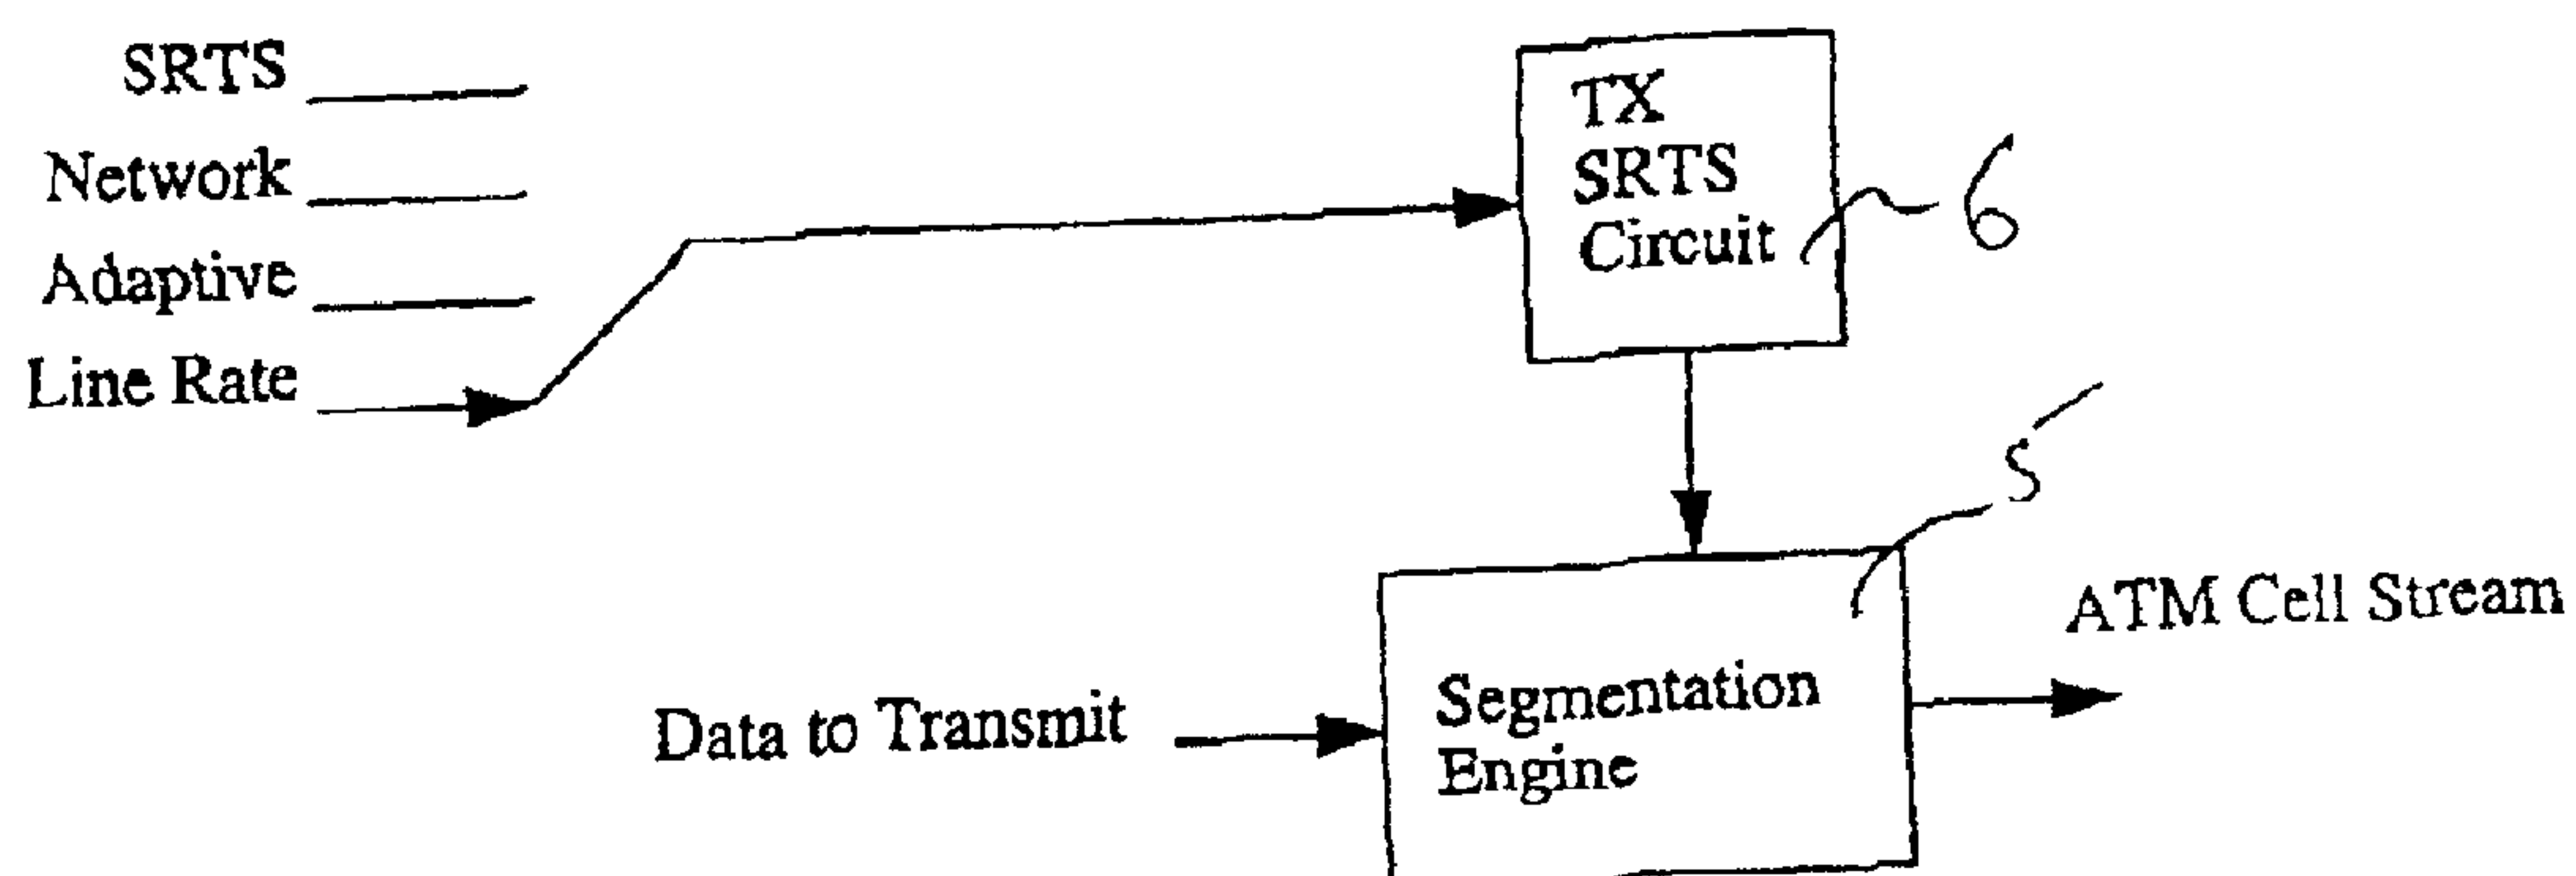 SRTS
Network
Adaptive
Line Rate
TX
SRTS
Circuit
6
5
Data to Transmit
Segmentation
Engine
ATM Cell Stream